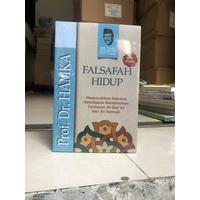 Prof. Dr. HAMKA
FALSAFAH
HIDUP
Memecahkan Rahasia
Kehidupan Berdasarkan
Tuntunan Al-Qur'an
dan As-Sunnah